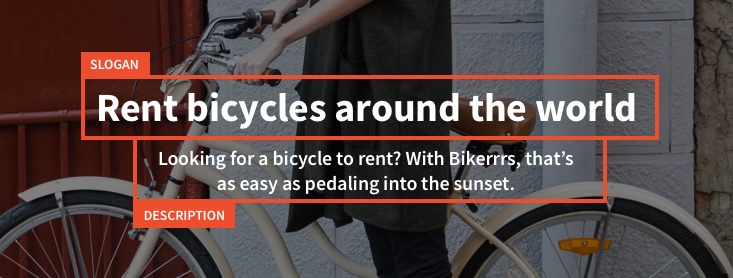 SLOGAN
Rent bicycles around the world
Looking for a bicycle to rent? With Bikerrrs, that's
as easy as pedaling into the sunset.
DESCRIPTION